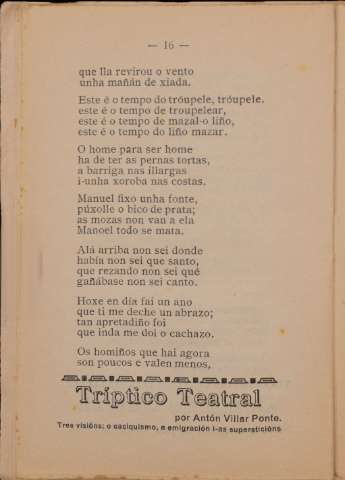 — 16 —
que lla revirou o vento
unha mañán de xiada.
Este é o tempo do tróupele, tróupele.
este é o tempo de troupelear,
este é o tempo de mazal-o liño,
este é o tempo do liño mazar.
O home para ser home
ha de ter as pernas tortas,
a barriga nas illargas
i-unha xoroba nas costas.
Manuel fixo unha fonte,
púxolle o bico de prata;
as mozas non van a ela
Manoel todo se mata.
Alá arriba non sei donde
había non sei que santo,
que rezando non sei qué
gañábase non sei canto.
Hoxe en día fai un ano
que ti me deche un abrazo;
tan apretadiño foi
que inda me doi o cachazo.
Os homiños que hai agora
son poucos e valen menos,
Tríptico Teatral
por Antón Villar Ponte.
Tres visións: o caciquismo, a emigración i-as supersticións